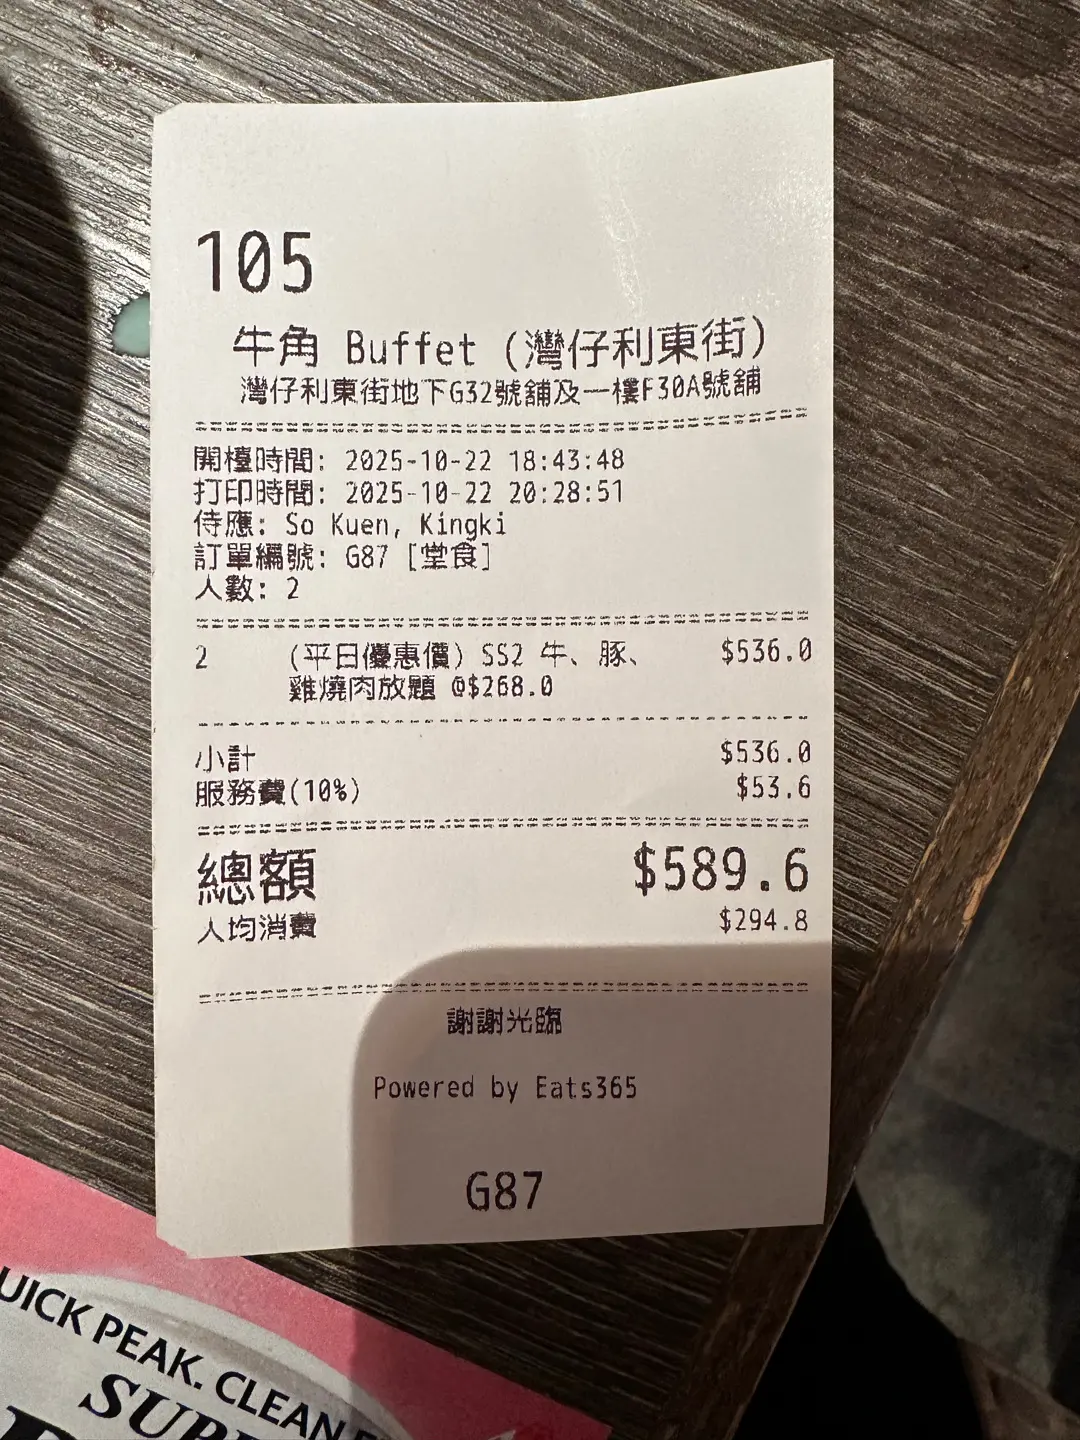 105
牛角 Buffet (灣仔利東街)
灣仔利東街地下G32號舖及一樓F30A號舖
開檯時間: 2025-10-22 18:43:48
打印時間: 2025-10-22 20:28:51
侍應: So Kuen, Kingki
訂單編號: G87 [堂食]
人數: 2
2 (平日優惠價) SS2 牛、豚、 $536.0
雞燒肉放題 @$268.0
小計 $536.0
服務費(10%) $53.6
總額 $589.6
人均消費 $294.8
謝謝光臨
Powered by Eats365
G87
UICK PEAK. CLEAN
SUP